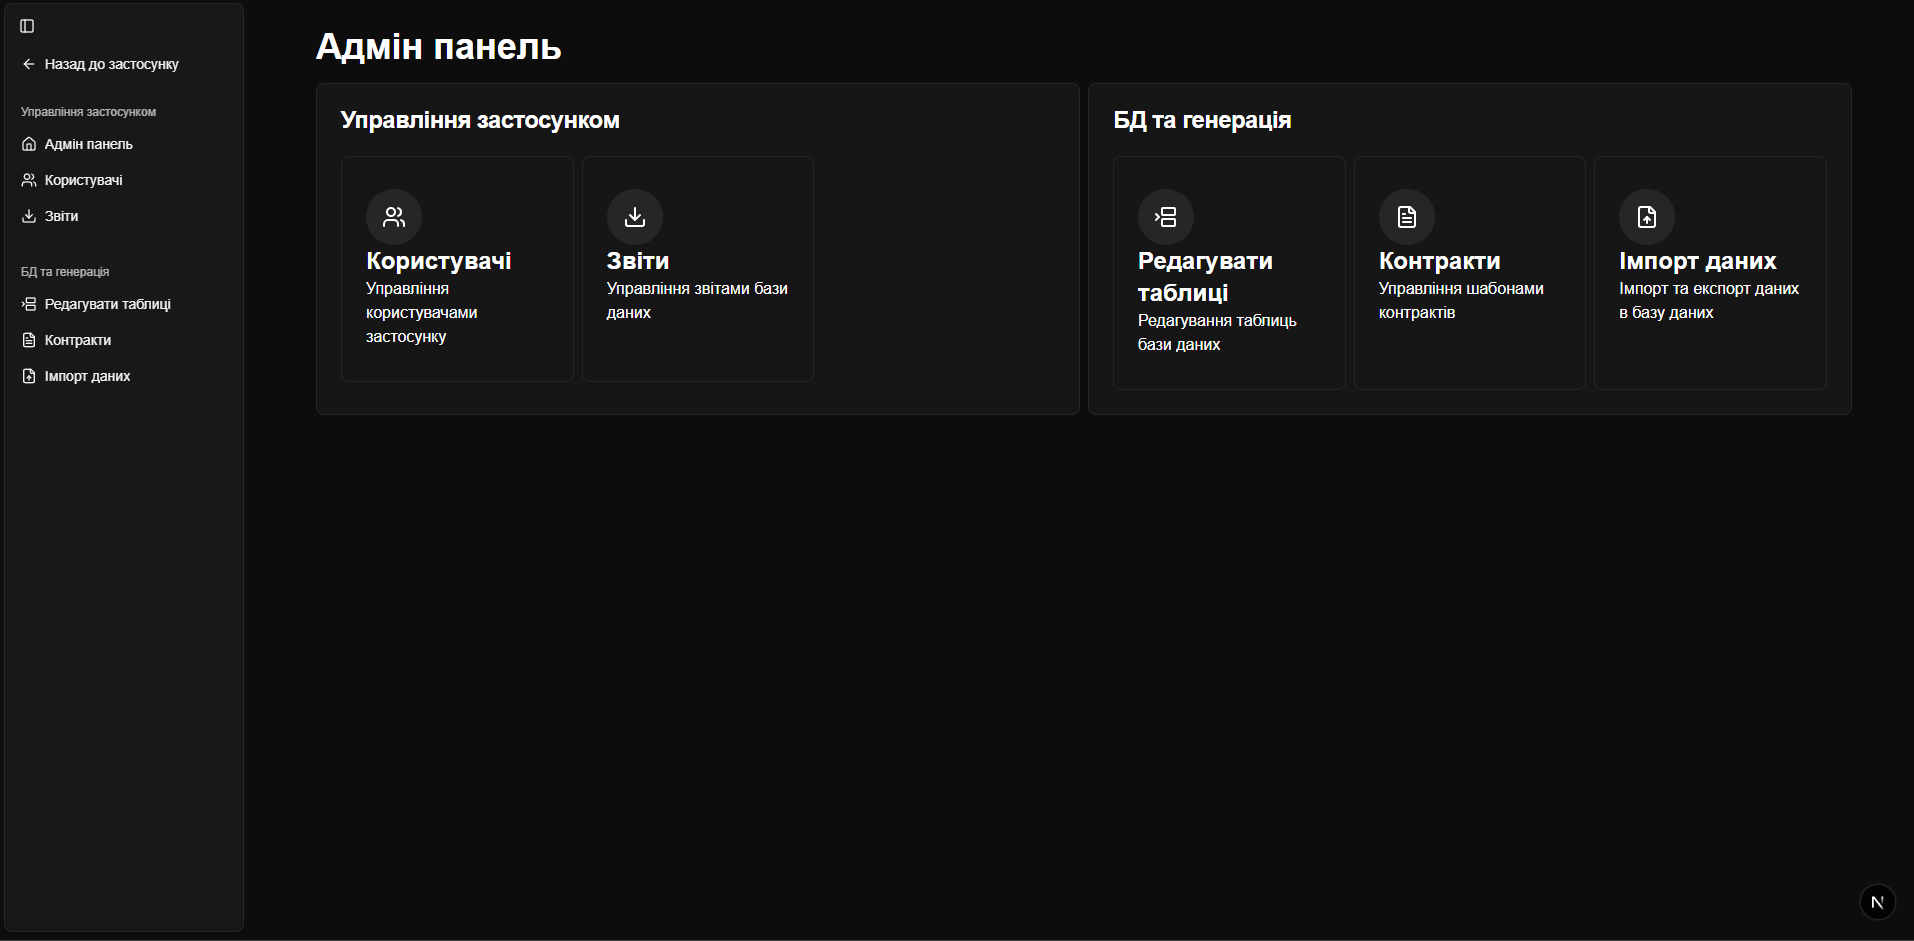 Назад до застосунку
Управління застосунком
Адмін панель
Користувачі
Звіти
БД та генерація
Редагувати таблиці
Контракти
Імпорт даних
Адмін панель
Управління застосунком
Користувачі
Управління
користувачами
застосунку
Звіти
Управління звітами бази
даних
БД та генерація
Редагувати
таблиці
Редагування таблиць
бази даних
Контракти
Управління шабонами
контрактів
Імпорт даних
Імпорт та експорт даних
в базу даних
N